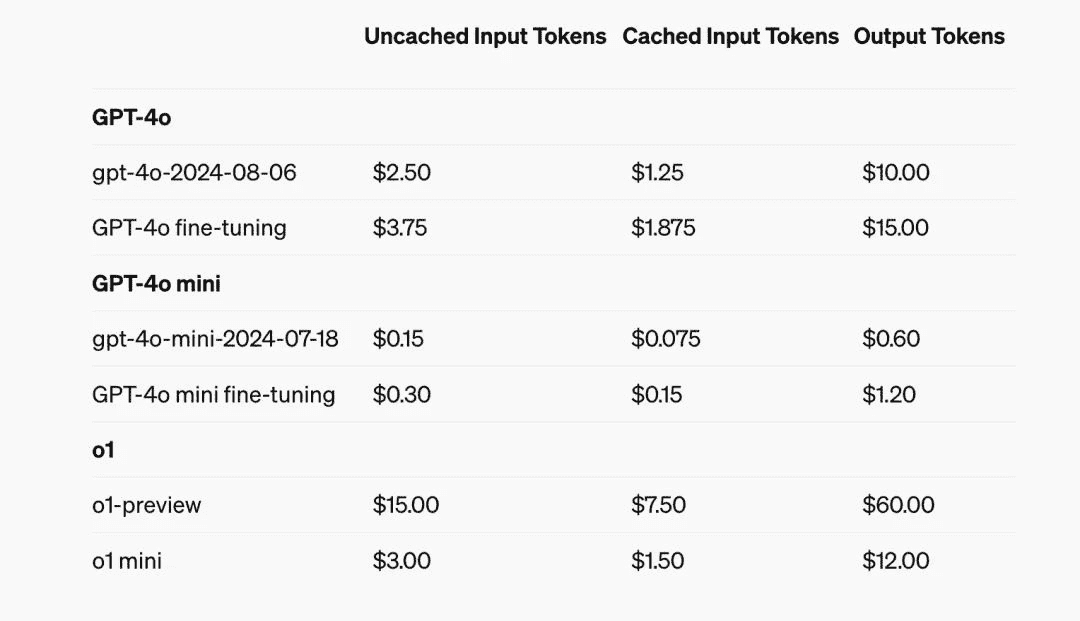 Uncached Input Tokens Cached Input Tokens Output Tokens
GPT-4o
gpt-4o-2024-08-06 $2.50 $1.25 $10.00
GPT-4o fine-tuning $3.75 $1.875 $15.00
GPT-4o mini
gpt-4o-mini-2024-07-18 $0.15 $0.075 $0.60
GPT-4o mini fine-tuning $0.30 $0.15 $1.20
o1
o1-preview $15.00 $7.50 $60.00
o1 mini $3.00 $1.50 $12.00